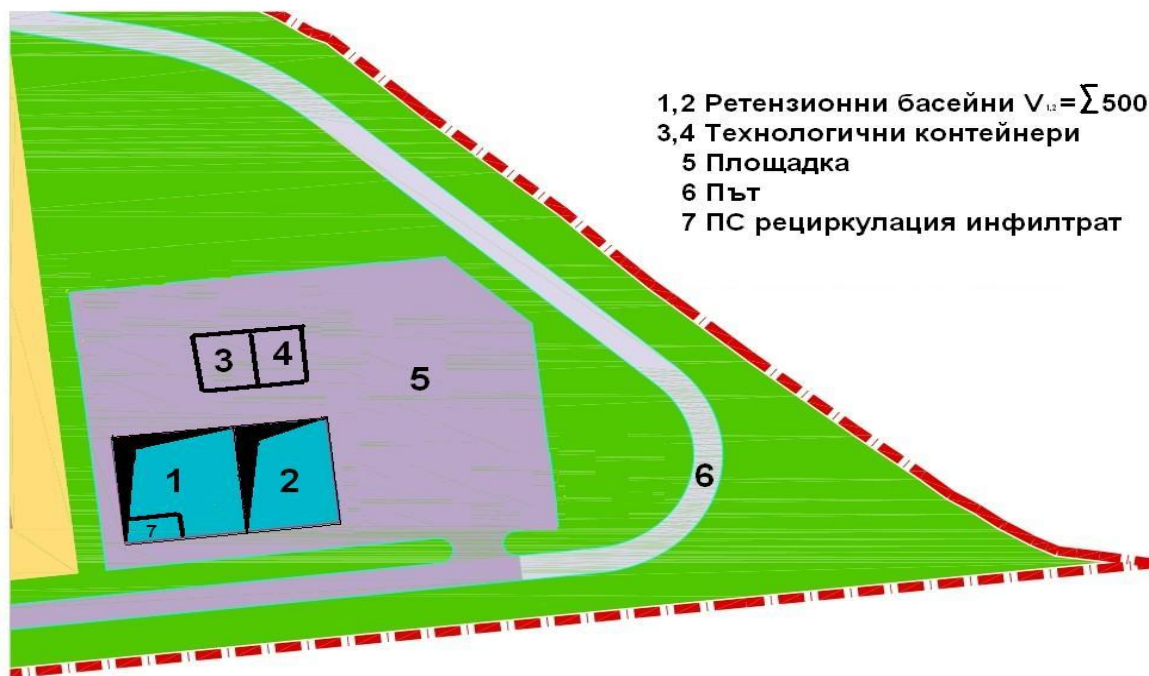 1,2 Ретензионни басейни V₁,₂=∑500
3,4 Технологични контейнери
5 Площадка
6 Път
7 ПС рециркулация инфилтрат
3 4
5
1 2
6
7